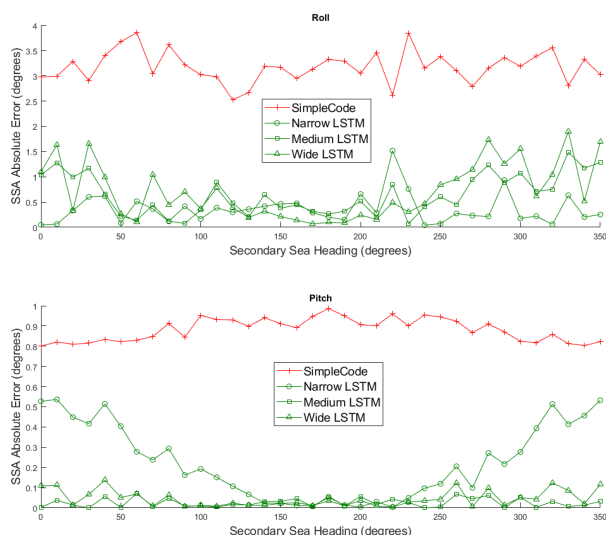 Roll
SSA Absolute Error (degrees)
4
3.5
3
2.5
2
1.5
1
0.5
0
SimpleCode
Narrow LSTM
Medium LSTM
Wide LSTM
0 50 100 150 200 250 300 350
Secondary Sea Heading (degrees)
Pitch
SSA Absolute Error (degrees)
1
0.9
0.8
0.7
0.6
0.5
0.4
0.3
0.2
0.1
0
SimpleCode
Narrow LSTM
Medium LSTM
Wide LSTM
0 50 100 150 200 250 300 350
Secondary Sea Heading (degrees)